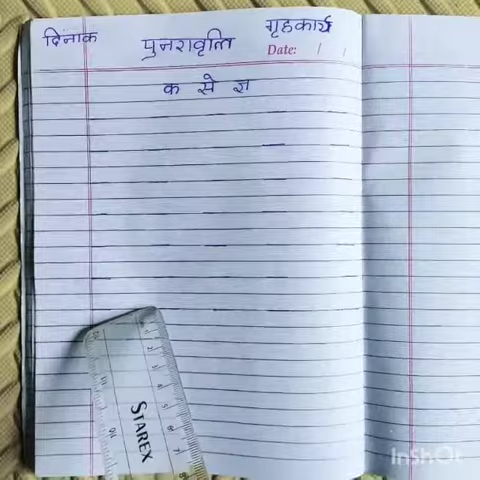 दिनाक पुनरावृत्ति गृहकार्य
Date: / /
क से ज्ञ
STAREX
InShOt